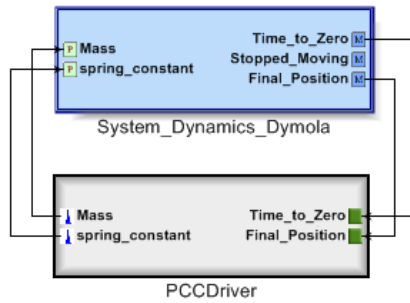 Time_to_Zero M
P Mass
Stopped_Moving M
P spring_constant
Final_Position M
System_Dynamics_Dymola
Mass Time_to_Zero
spring_constant Final_Position
PCCDriver